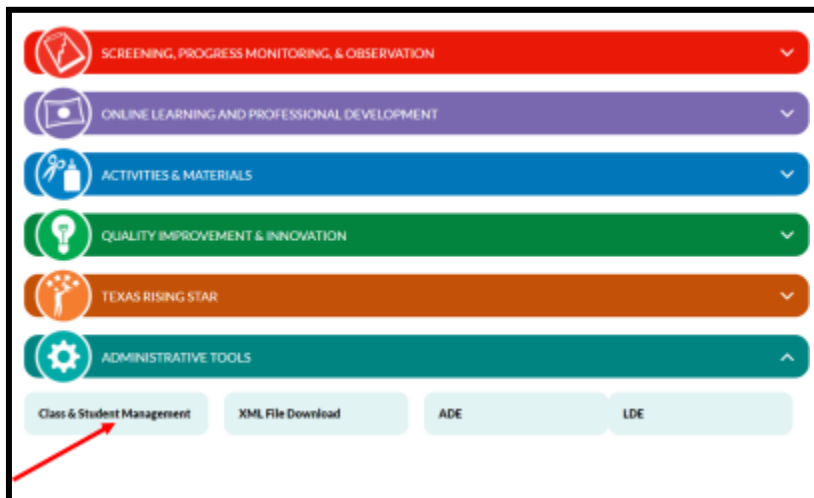 SCREENING, PROGRESS MONITORING, & OBSERVATION
ONLINE LEARNING AND PROFESSIONAL DEVELOPMENT
ACTIVITIES & MATERIALS
QUALITY IMPROVEMENT & INNOVATION
TEXAS RISING STAR
ADMINISTRATIVE TOOLS
Class & Student Management XML File Download ADE LDE